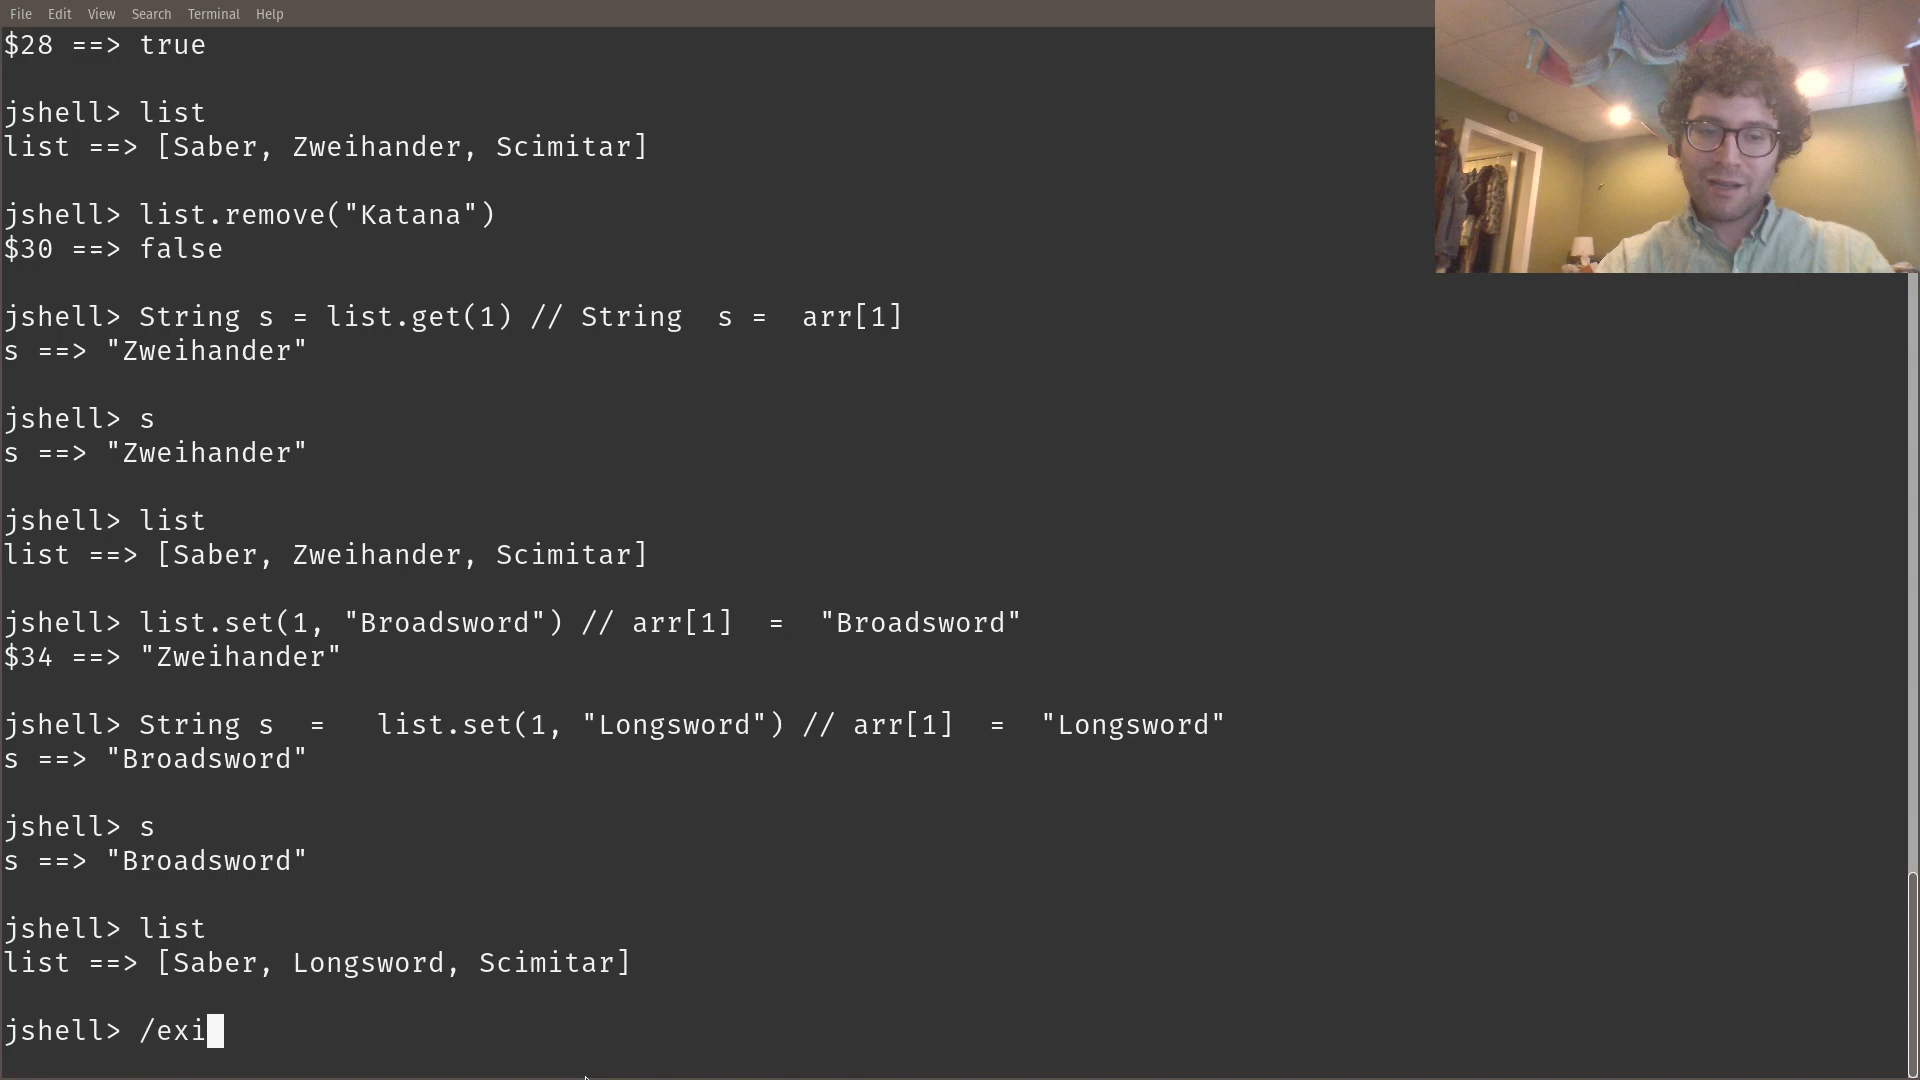 File Edit View Search Terminal Help
$28 ==> true
jshell> list
list ==> [Saber, Zweihander, Scimitar]
jshell> list.remove("Katana")
$30 ==> false
jshell> String s = list.get(1) // String  s =  arr[1]
s ==> "Zweihander"
jshell> s
s ==> "Zweihander"
jshell> list
list ==> [Saber, Zweihander, Scimitar]
jshell> list.set(1, "Broadsword") // arr[1]  =  "Broadsword"
$34 ==> "Zweihander"
jshell> String s  =   list.set(1, "Longsword") // arr[1]  =  "Longsword"
s ==> "Broadsword"
jshell> s
s ==> "Broadsword"
jshell> list
list ==> [Saber, Longsword, Scimitar]
jshell> /exi